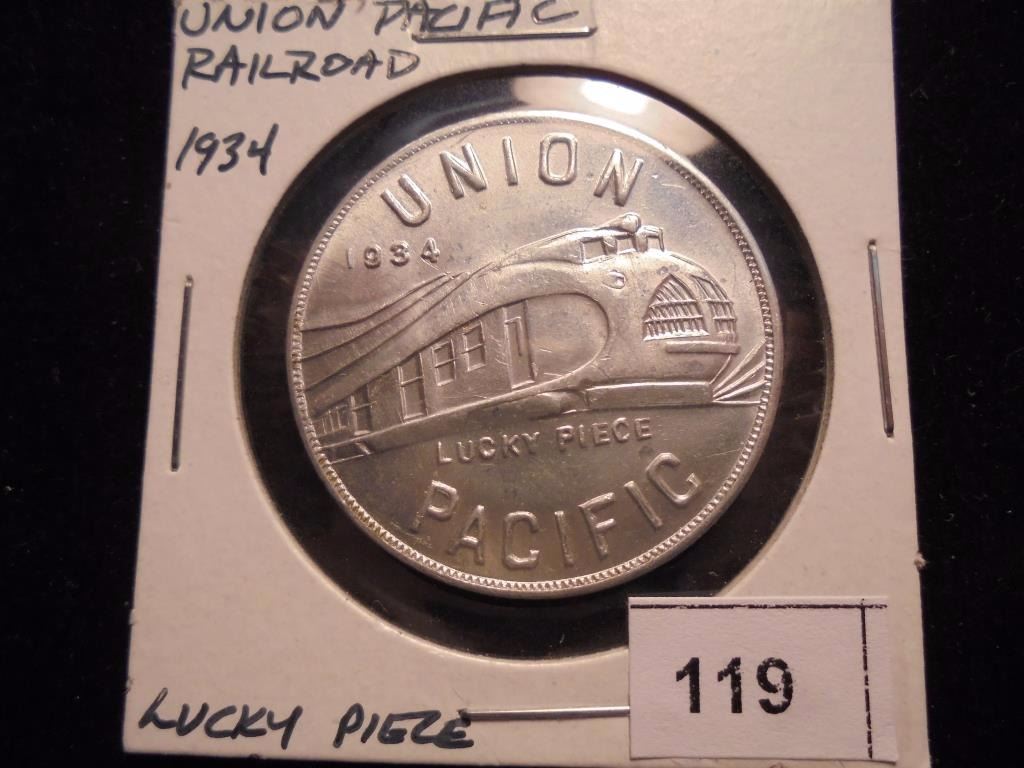 UNION PACIFIC
RAILROAD
1934
UNION
1934
LUCKY PIECE
PACIFIC
119
LUCKY PIECE